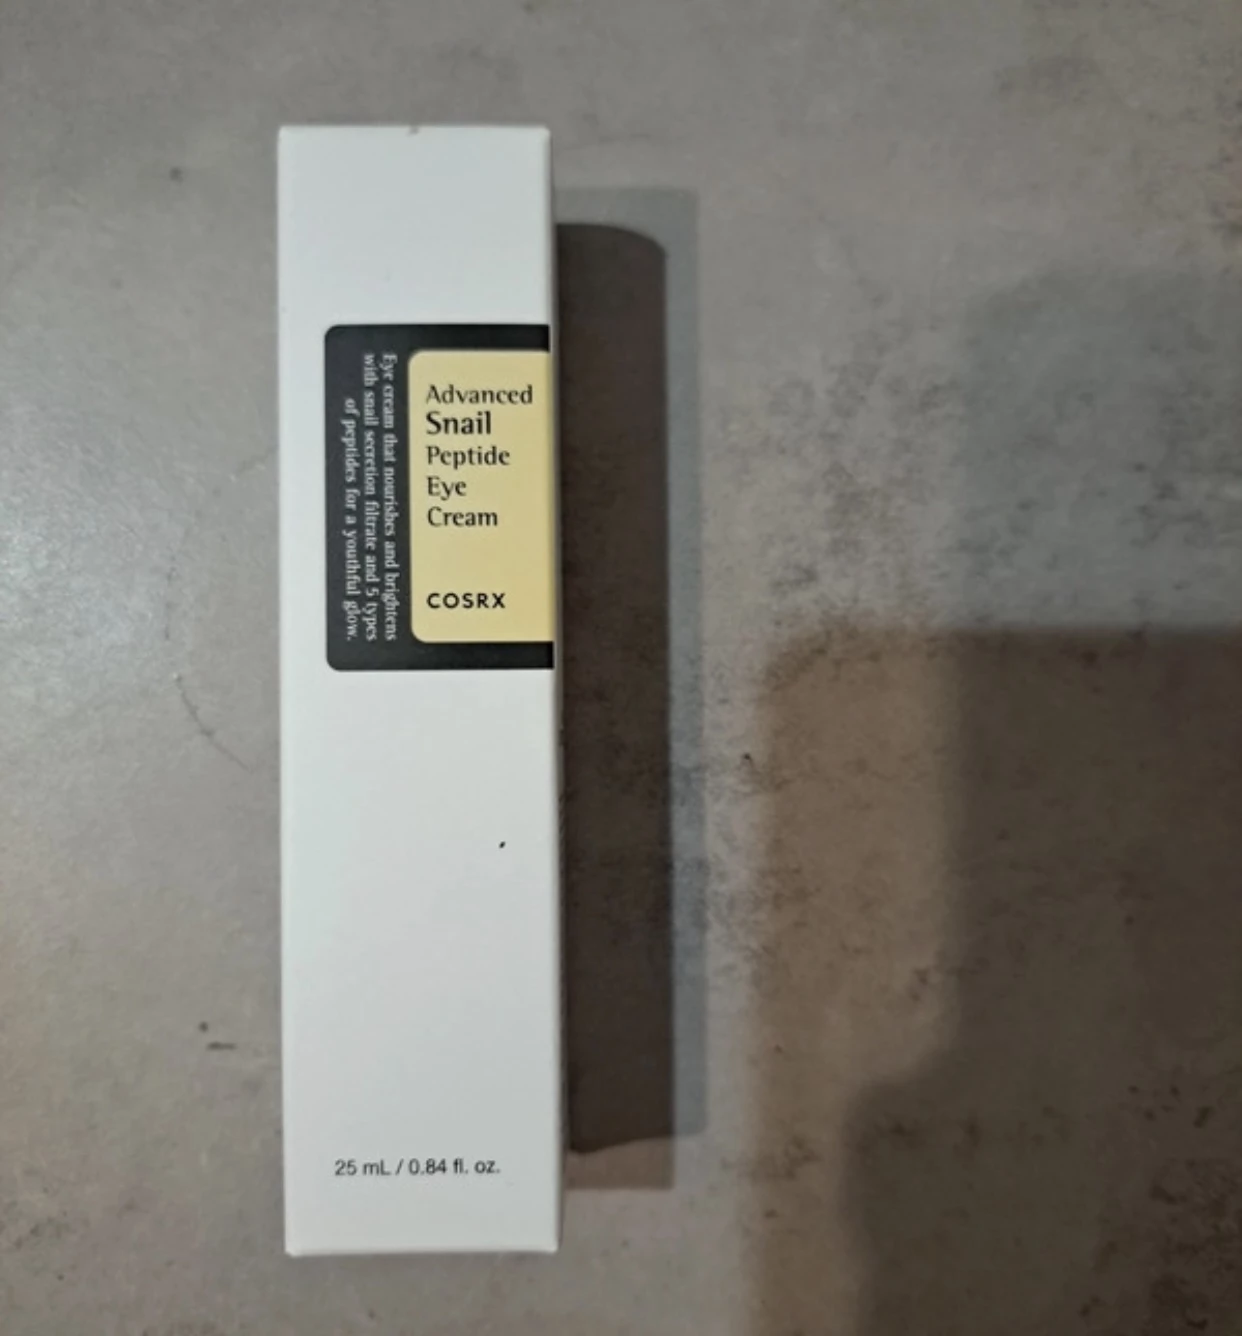 Advanced
Snail
Peptide
Eye
Cream
COSRX
Eye cream that nourishes and brightens
with snail secretion filtrate and 5 types
of peptides for a youthful glow.
25 mL / 0.84 fl. oz.